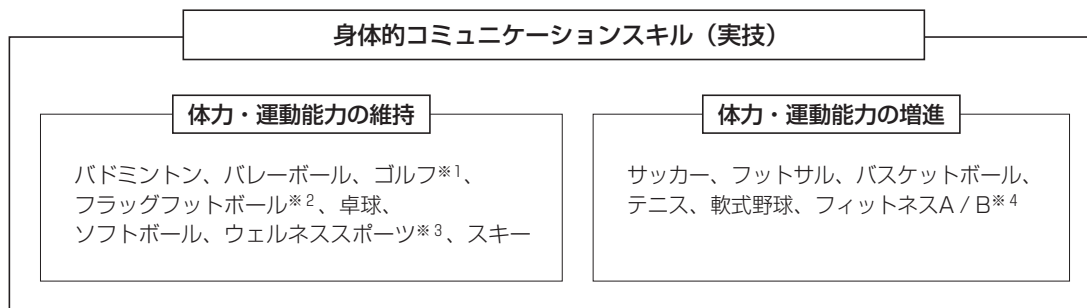 身体的コミュニケーションスキル（実技）
体力・運動能力の維持
バドミントン、バレーボール、ゴルフ※1、
フラッグフットボール※2、卓球、
ソフトボール、ウェルネススポーツ※3、スキー
体力・運動能力の増進
サッカー、フットサル、バスケットボール、
テニス、軟式野球、フィットネスA / B※4